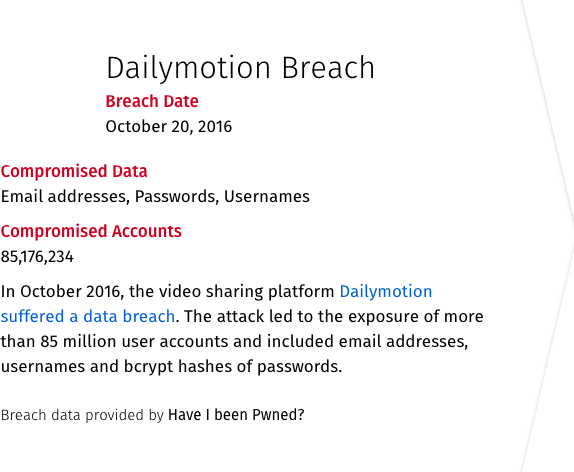 Dailymotion Breach
Breach Date
October 20, 2016
Compromised Data
Email addresses, Passwords, Usernames
Compromised Accounts
85,176,234
In October 2016, the video sharing platform Dailymotion
suffered a data breach. The attack led to the exposure of more
than 85 million user accounts and included email addresses,
usernames and bcrypt hashes of passwords.
Breach data provided by Have I been Pwned?